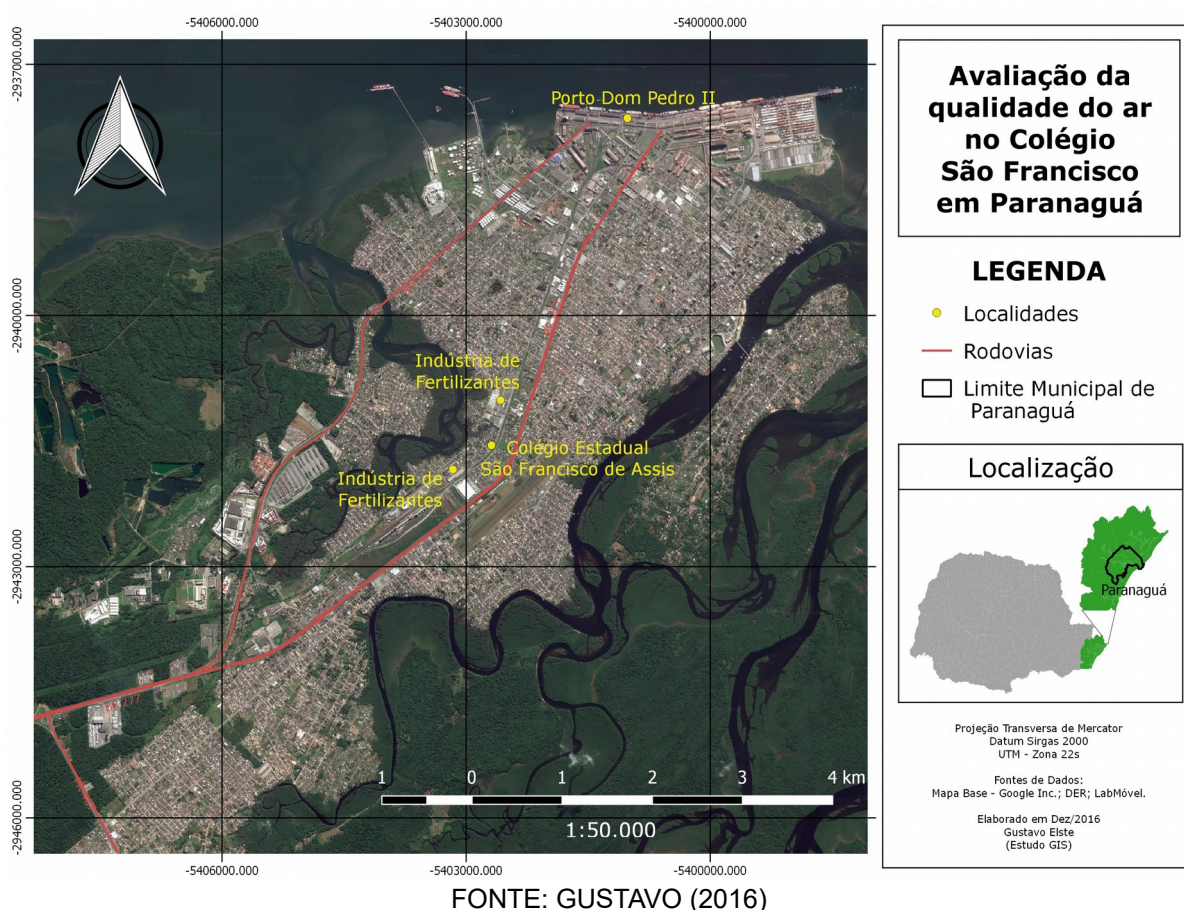 -5406000.000
-5403000.000
-5400000.000
-2937000.000
-2940000.000
-2943000.000
-2946000.000
Porto Dom Pedro II
Indústria de
Fertilizantes
Colégio Estadual
São Francisco de Assis
Indústria de
Fertilizantes
1 0 1 2 3 4 km
1:50.000
-5406000.000
-5403000.000
-5400000.000
Avaliação da
qualidade do ar
no Colégio
São Francisco
em Paranaguá
LEGENDA
Localidades
Rodovias
Limite Municipal de
Paranaguá
Localização
Paranaguá
Projeção Transversa de Mercator
Datum Sirgas 2000
UTM - Zona 22s
Fontes de Dados:
Mapa Base - Google Inc.; DER; LabMóvel.
Elaborado em Dez/2016
Gustavo Elste
(Estudo GIS)
FONTE: GUSTAVO (2016)